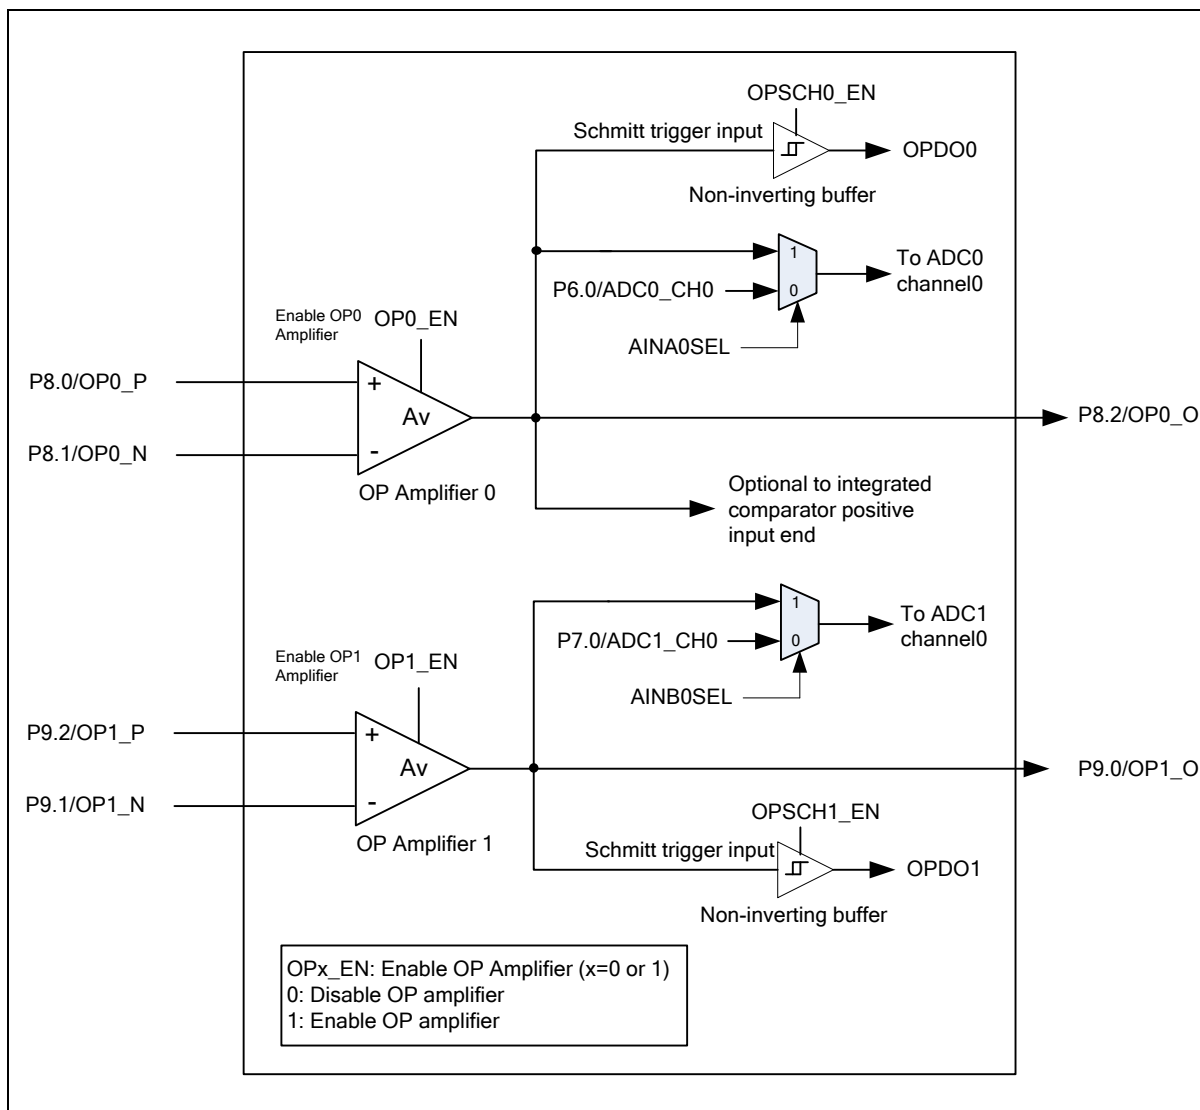 OPSCH0_EN
Schmitt trigger input
OPDO0
Non-inverting buffer
1
To ADC0
channel0
P6.0/ADC0_CH0
0
Enable OP0
Amplifier
OP0_EN
AINA0SEL
P8.0/OP0_P
+
Av
P8.2/OP0_O
P8.1/OP0_N
-
OP Amplifier 0
Optional to integrated
comparator positive
input end
1
To ADC1
channel0
P7.0/ADC1_CH0
0
Enable OP1
Amplifier
OP1_EN
AINB0SEL
P9.2/OP1_P
+
Av
P9.0/OP1_O
P9.1/OP1_N
-
OPSCH1_EN
OP Amplifier 1
Schmitt trigger input
OPDO1
Non-inverting buffer
OPx_EN: Enable OP Amplifier (x=0 or 1)
0: Disable OP amplifier
1: Enable OP amplifier